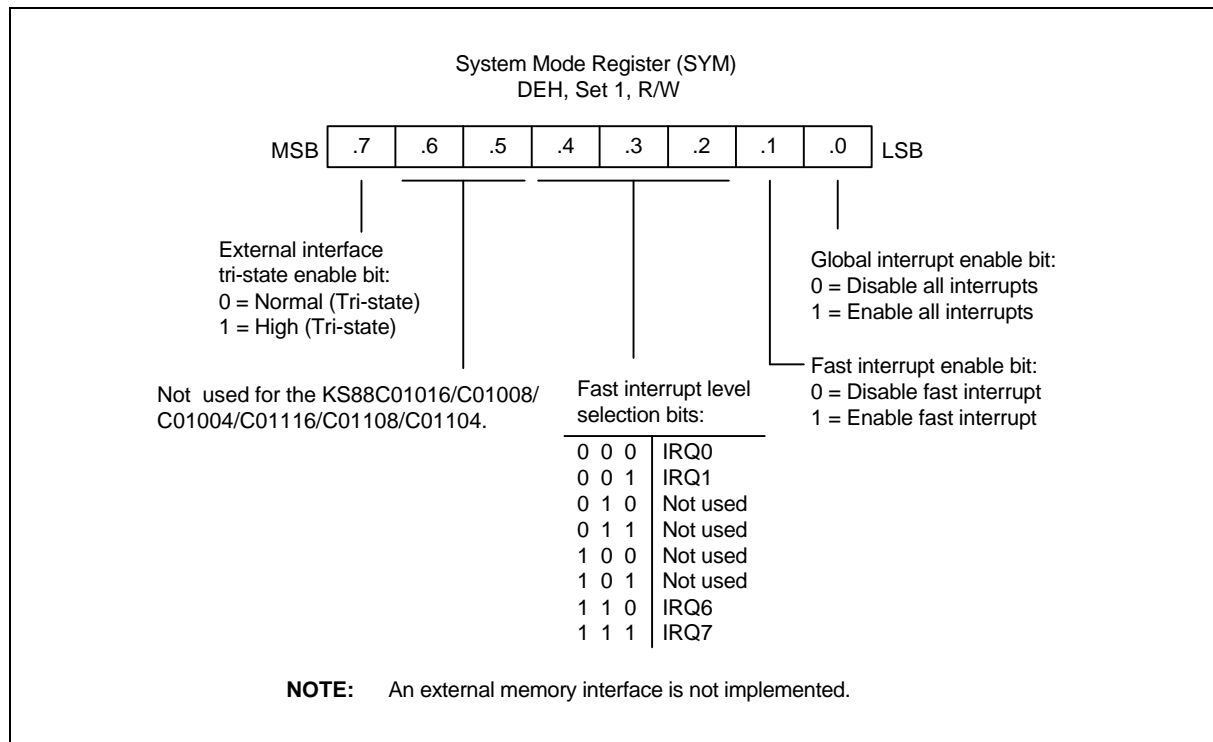 System Mode Register (SYM)
DEH, Set 1, R/W
MSB .7 .6 .5 .4 .3 .2 .1 .0 LSB
External interface
tri-state enable bit:
0 = Normal (Tri-state)
1 = High (Tri-state)
Global interrupt enable bit:
0 = Disable all interrupts
1 = Enable all interrupts
Fast interrupt enable bit:
0 = Disable fast interrupt
1 = Enable fast interrupt
Not used for the KS88C01016/C01008/
C01004/C01116/C01108/C01104.
Fast interrupt level
selection bits:
0 0 0 IRQ0
0 0 1 IRQ1
0 1 0 Not used
0 1 1 Not used
1 0 0 Not used
1 0 1 Not used
1 1 0 IRQ6
1 1 1 IRQ7
NOTE: An external memory interface is not implemented.